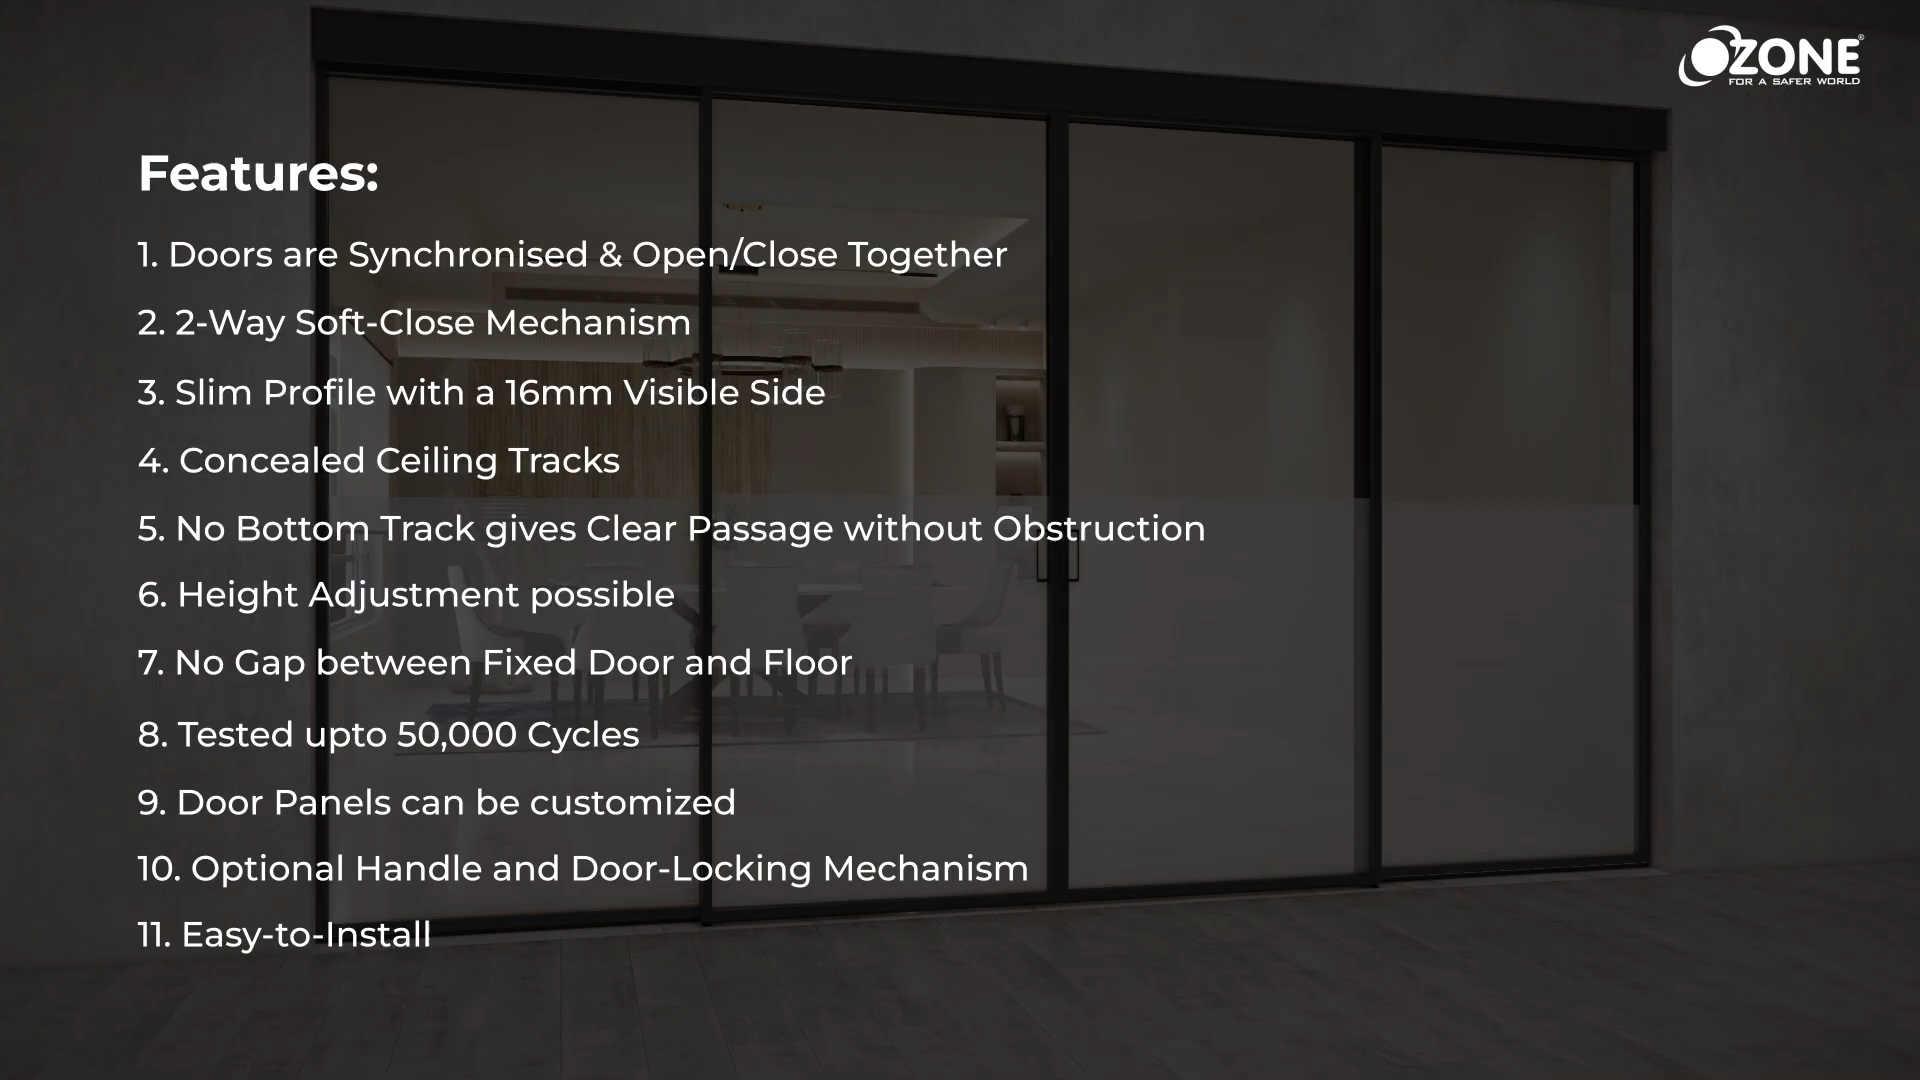 OZONE®
FOR A SAFER WORLD
Features:
1. Doors are Synchronised & Open/Close Together
2. 2-Way Soft-Close Mechanism
3. Slim Profile with a 16mm Visible Side
4. Concealed Ceiling Tracks
5. No Bottom Track gives Clear Passage without Obstruction
6. Height Adjustment possible
7. No Gap between Fixed Door and Floor
8. Tested upto 50,000 Cycles
9. Door Panels can be customized
10. Optional Handle and Door-Locking Mechanism
11. Easy-to-Install